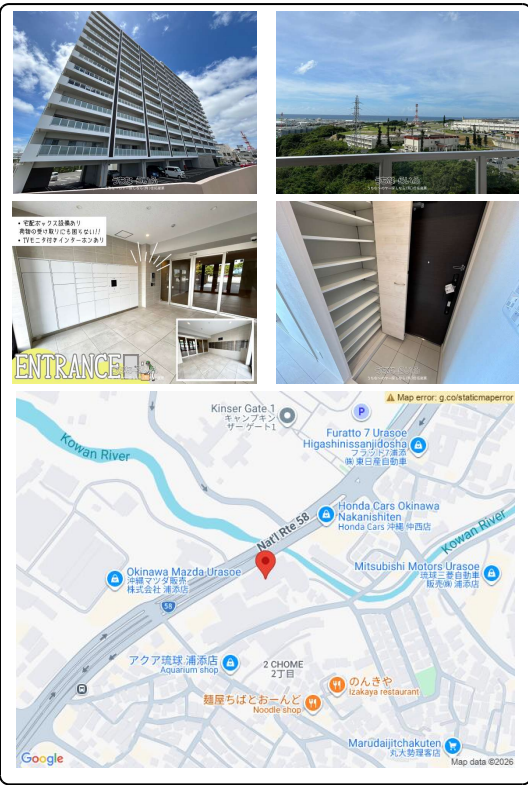 ・宅配ボックス設備あり
荷物の受け取りにも困らない!!
・TVモニタ付きインターホンあり
ENTRANCE
Map error: g.co/staticmaperror
Kinser Gate 1
キャンプキン
ザー ゲート1
P
Kowan River
Furatto 7 Urasoe
Higashinissanjidosha
フラット7浦添
㈱東日産自動車
Honda Cars Okinawa
Nakanishiten
Honda Cars 沖縄 仲西店
Nat'l Rte 58
Kowan River
Okinawa Mazda Urasoe
沖縄マツダ販売
株式会社 浦添店
Mitsubishi Motors Urasoe
琉球三菱自動車
販売㈱ 浦添店
58
アクア琉球 浦添店
Aquarium shop
2 CHOME
2丁目
のんきや
Izakaya restaurant
麺屋ちばとおーんど
Noodle shop
Marudaijitchakuten
丸大勢理客店
Google
Map data ©2026